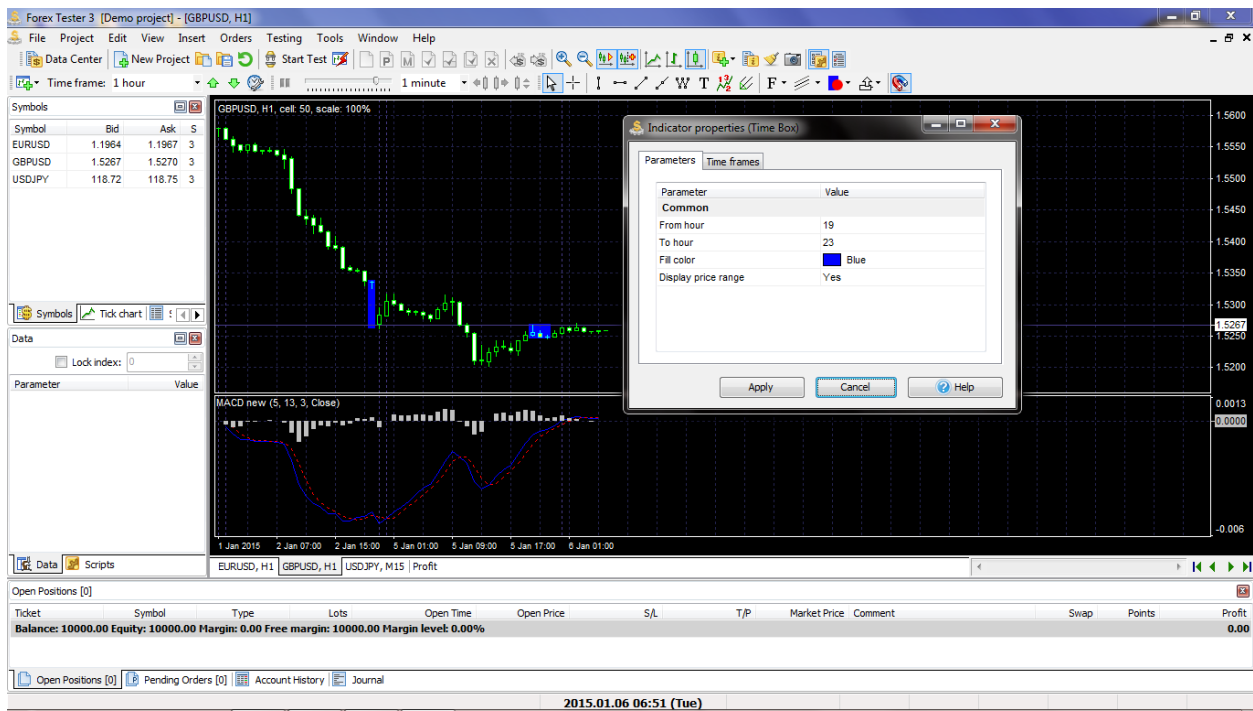 Forex Tester 3 [Demo project] - [GBPUSD, H1]
File Project Edit View Insert Orders Testing Tools Window Help
Data Center New Project Start Test
Time frame: 1 hour 1 minute W T F
Symbols
Symbol Bid Ask S
EURUSD 1.1964 1.1967 3
GBPUSD 1.5267 1.5270 3
USDJPY 118.72 118.75 3
Symbols Tick chart
Data
Lock index: 0
Parameter Value
Data Scripts
GBPUSD, H1, cell: 50, scale: 100%
1.5600
1.5550
1.5500
1.5450
1.5400
1.5350
1.5300
1.5267
1.5250
1.5200
MACD new (5, 13, 3, Close)
0.0013
0.0000
-0.006
1 Jan 2015 2 Jan 07:00 2 Jan 15:00 5 Jan 01:00 5 Jan 09:00 5 Jan 17:00 6 Jan 01:00
EURUSD, H1 GBPUSD, H1 USDJPY, M15 Profit
Indicator properties (Time Box)
Parameters Time frames
Parameter Value
Common
From hour 19
To hour 23
Fill color Blue
Display price range Yes
Apply Cancel Help
Open Positions [0]
Ticket Symbol Type Lots Open Time Open Price S/L T/P Market Price Comment Swap Points Profit
Balance: 10000.00 Equity: 10000.00 Margin: 0.00 Free margin: 10000.00 Margin level: 0.00% 0.00
Open Positions [0] Pending Orders [0] Account History Journal
2015.01.06 06:51 (Tue)